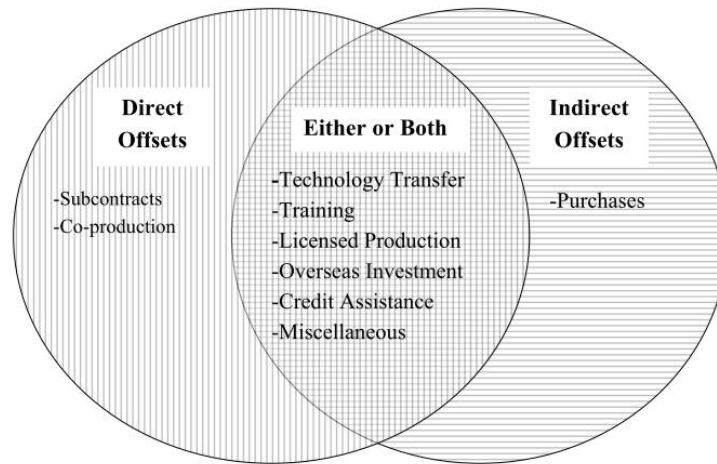 Direct
Offsets
-Subcontracts
-Co-production
Either or Both
-Technology Transfer
-Training
-Licensed Production
-Overseas Investment
-Credit Assistance
-Miscellaneous
Indirect
Offsets
-Purchases